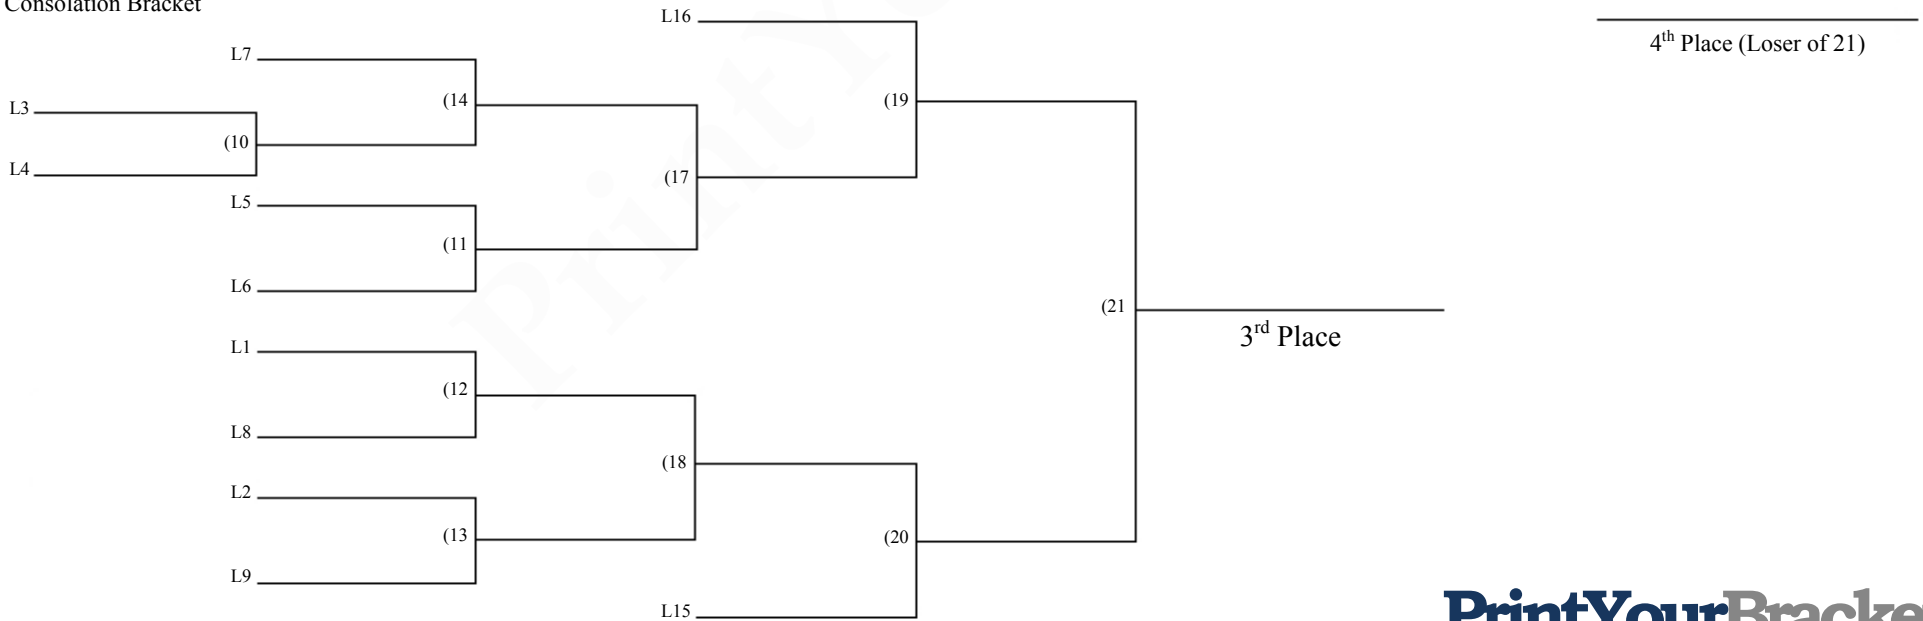 Consolation Bracket
L16
4th Place (Loser of 21)
L7
(14
(19
L3
(10
L4
(17
L5
(11
L6
(21
3rd Place
L1
(12
L8
(18
L2
(13
(20
L9
L15
PrintYourBracke